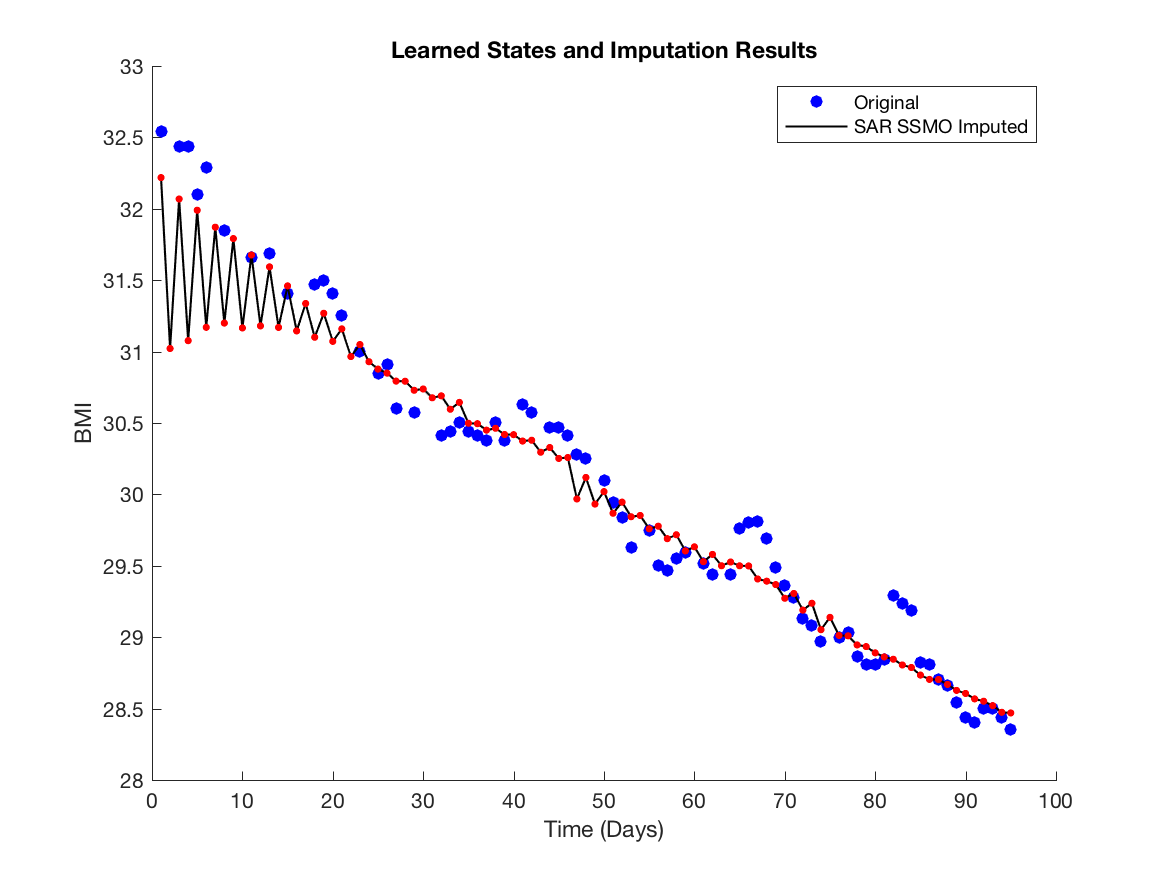 Learned States and Imputation Results
33
32.5
32
31.5
31
30.5
30
29.5
29
28.5
28
BMI
Original
SAR SSMO Imputed
0 10 20 30 40 50 60 70 80 90 100
Time (Days)